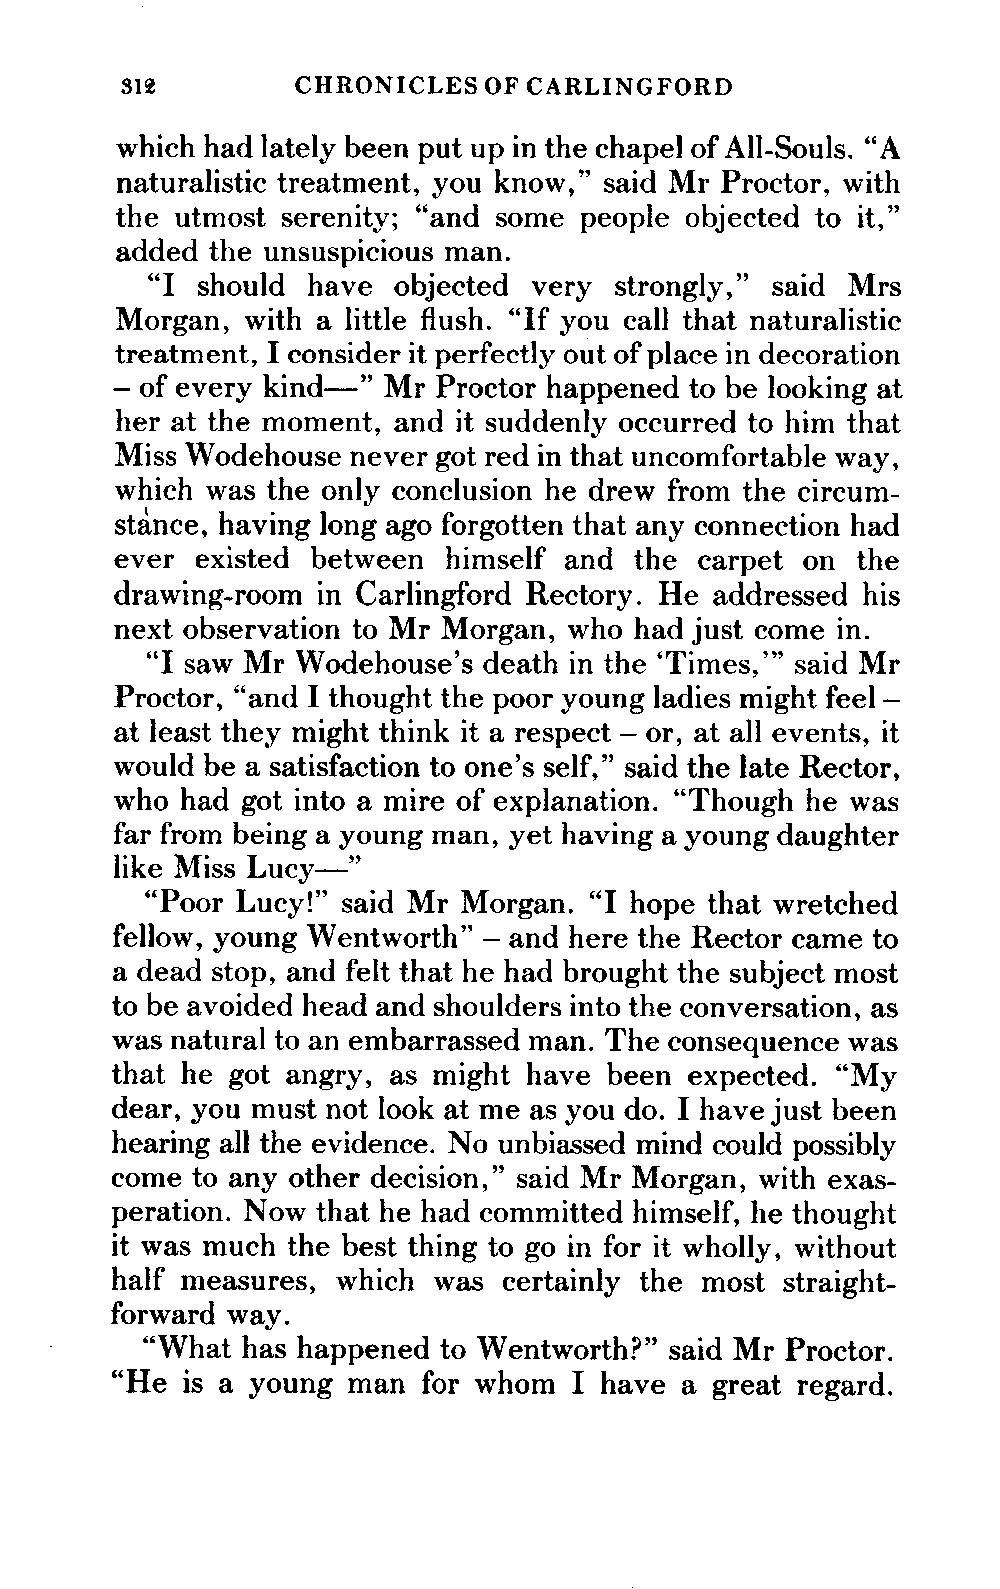 312 CHRONICLES OF CARLINGFORD
which had lately been put up in the chapel of All-Souls. “A
naturalistic treatment, you know,” said Mr Proctor, with
the utmost serenity; “and some people objected to it,”
added the unsuspicious man.
“I should have objected very strongly,” said Mrs
Morgan, with a little flush. “If you call that naturalistic
treatment, I consider it perfectly out of place in decoration
– of every kind—” Mr Proctor happened to be looking at
her at the moment, and it suddenly occurred to him that
Miss Wodehouse never got red in that uncomfortable way,
which was the only conclusion he drew from the circum-
stance, having long ago forgotten that any connection had
ever existed between himself and the carpet on the
drawing-room in Carlingford Rectory. He addressed his
next observation to Mr Morgan, who had just come in.
“I saw Mr Wodehouse’s death in the ‘Times,’” said Mr
Proctor, “and I thought the poor young ladies might feel –
at least they might think it a respect – or, at all events, it
would be a satisfaction to one’s self,” said the late Rector,
who had got into a mire of explanation. “Though he was
far from being a young man, yet having a young daughter
like Miss Lucy—”
“Poor Lucy!” said Mr Morgan. “I hope that wretched
fellow, young Wentworth” – and here the Rector came to
a dead stop, and felt that he had brought the subject most
to be avoided head and shoulders into the conversation, as
was natural to an embarrassed man. The consequence was
that he got angry, as might have been expected. “My
dear, you must not look at me as you do. I have just been
hearing all the evidence. No unbiassed mind could possibly
come to any other decision,” said Mr Morgan, with exas-
peration. Now that he had committed himself, he thought
it was much the best thing to go in for it wholly, without
half measures, which was certainly the most straight-
forward way.
“What has happened to Wentworth?” said Mr Proctor.
“He is a young man for whom I have a great regard.